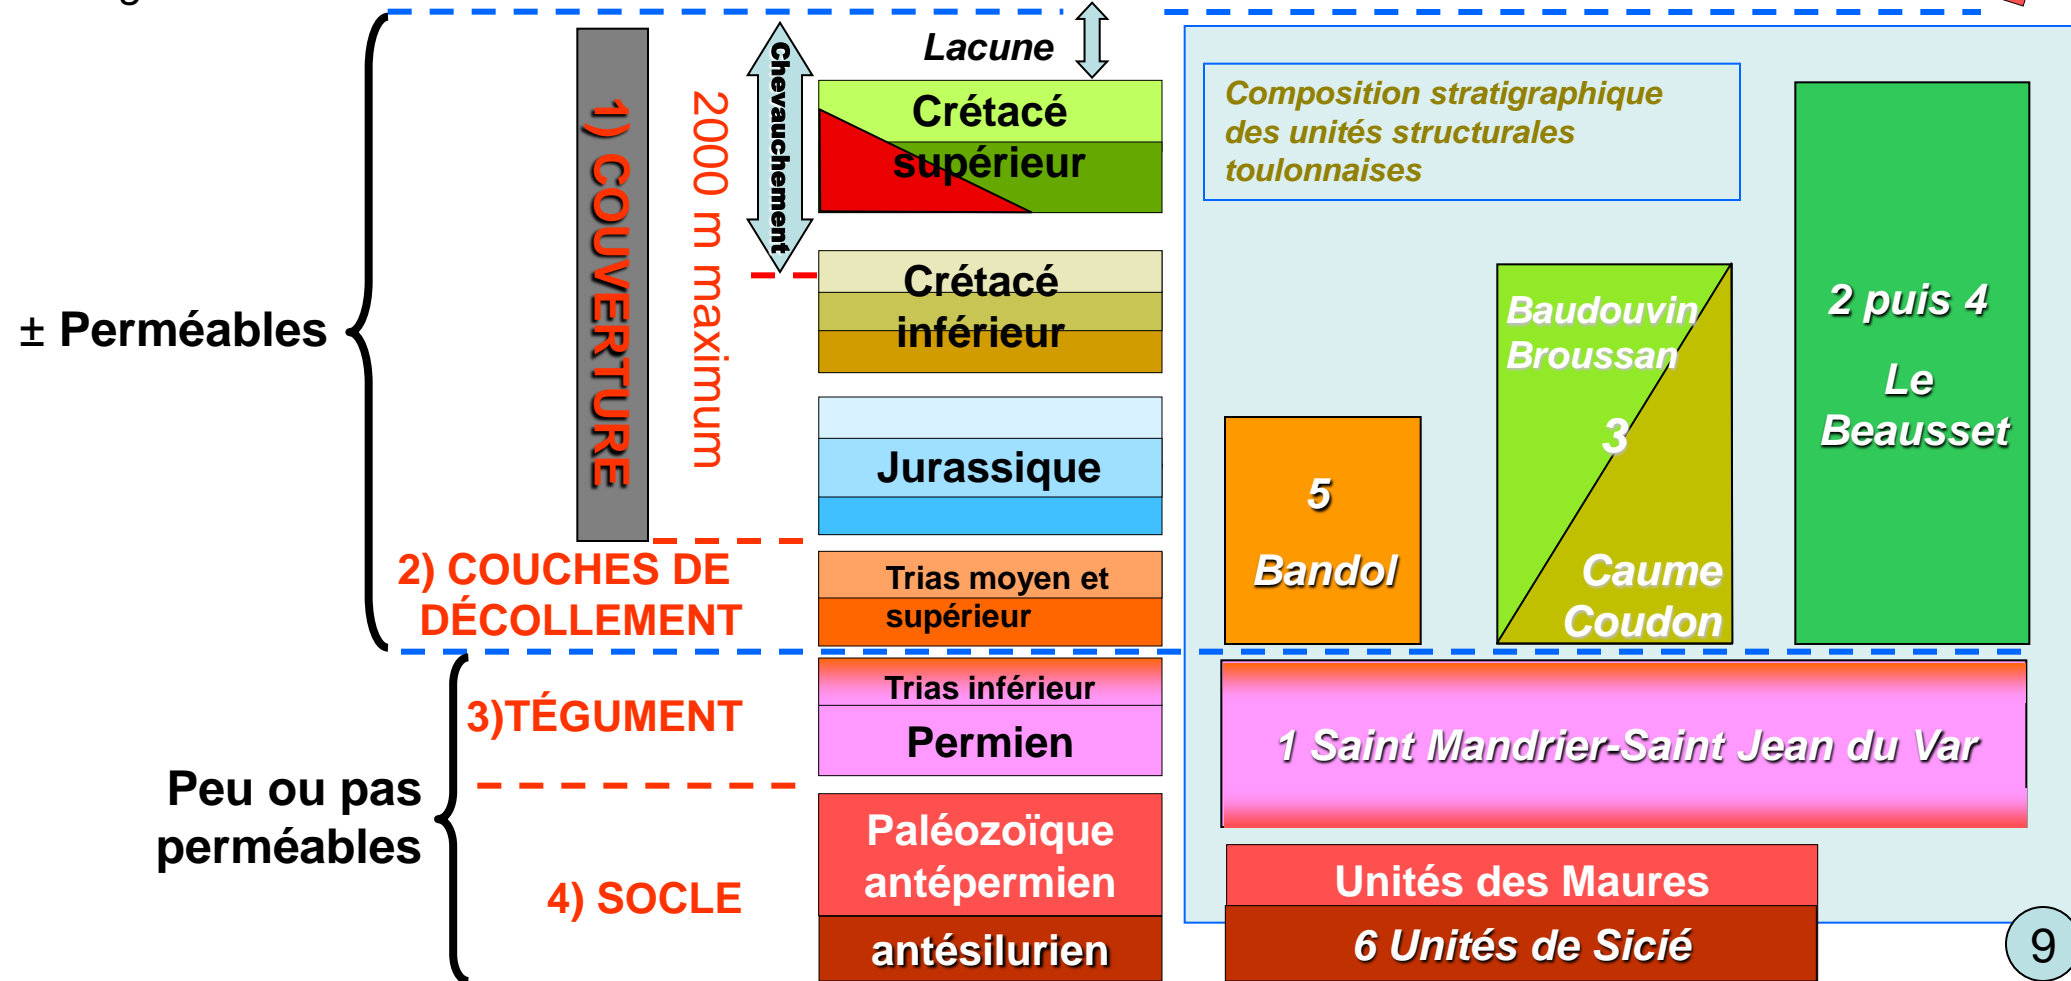 Lacune
Chevauchement
1) COUVERTURE
2000 m maximum
Crétacé
supérieur
Crétacé
inférieur
± Perméables
Jurassique
2) COUCHES DE
DÉCOLLEMENT
Trias moyen et
supérieur
3)TÉGUMENT
Trias inférieur
Permien
Peu ou pas
perméables
4) SOCLE
Paléozoïque
antépermien
antésilurien
Composition stratigraphique
des unités structurales
toulonnaises
5
Bandol
Baudouvin
Broussan
3
Caume
Coudon
2 puis 4
Le
Beausset
1 Saint Mandrier-Saint Jean du Var
Unités des Maures
6 Unités de Sicié
9